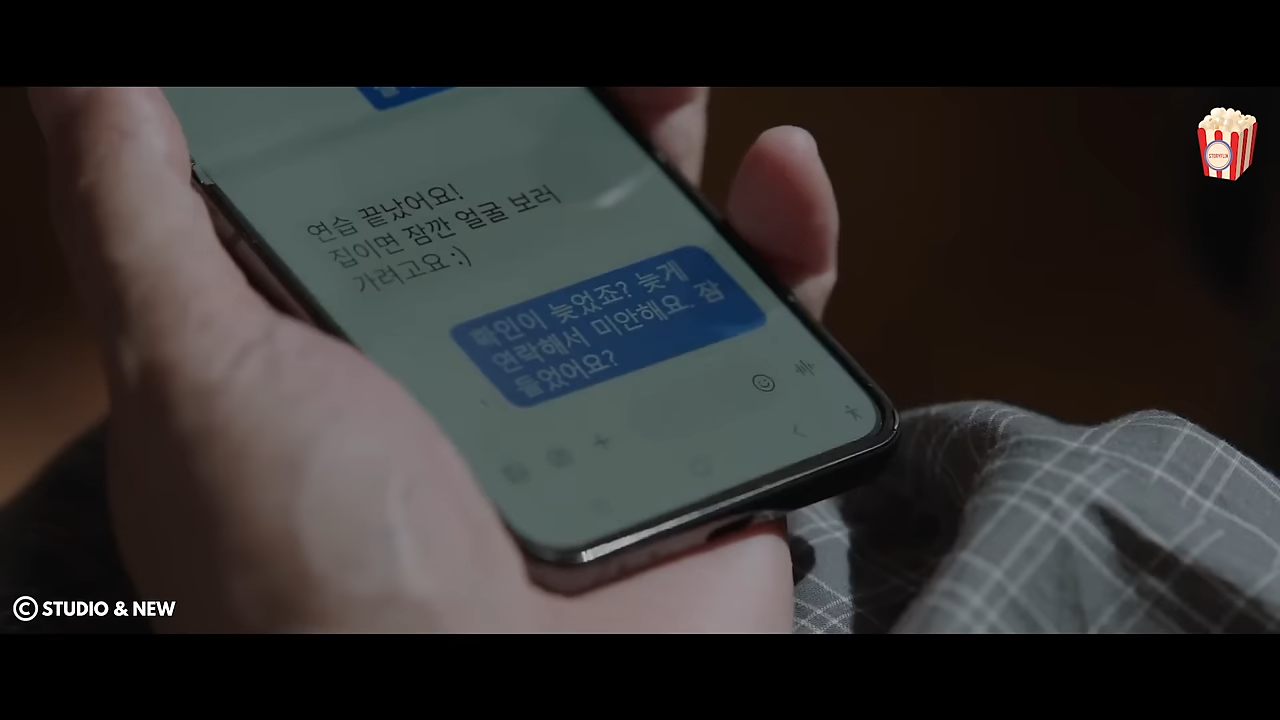 연습 끝났어요!
집이면 잠깐 얼굴 보러
가려고요 :)
확인이 늦었죠? 늦게
연락해서 미안해요. 잠
들었어요?
© STUDIO & NEW